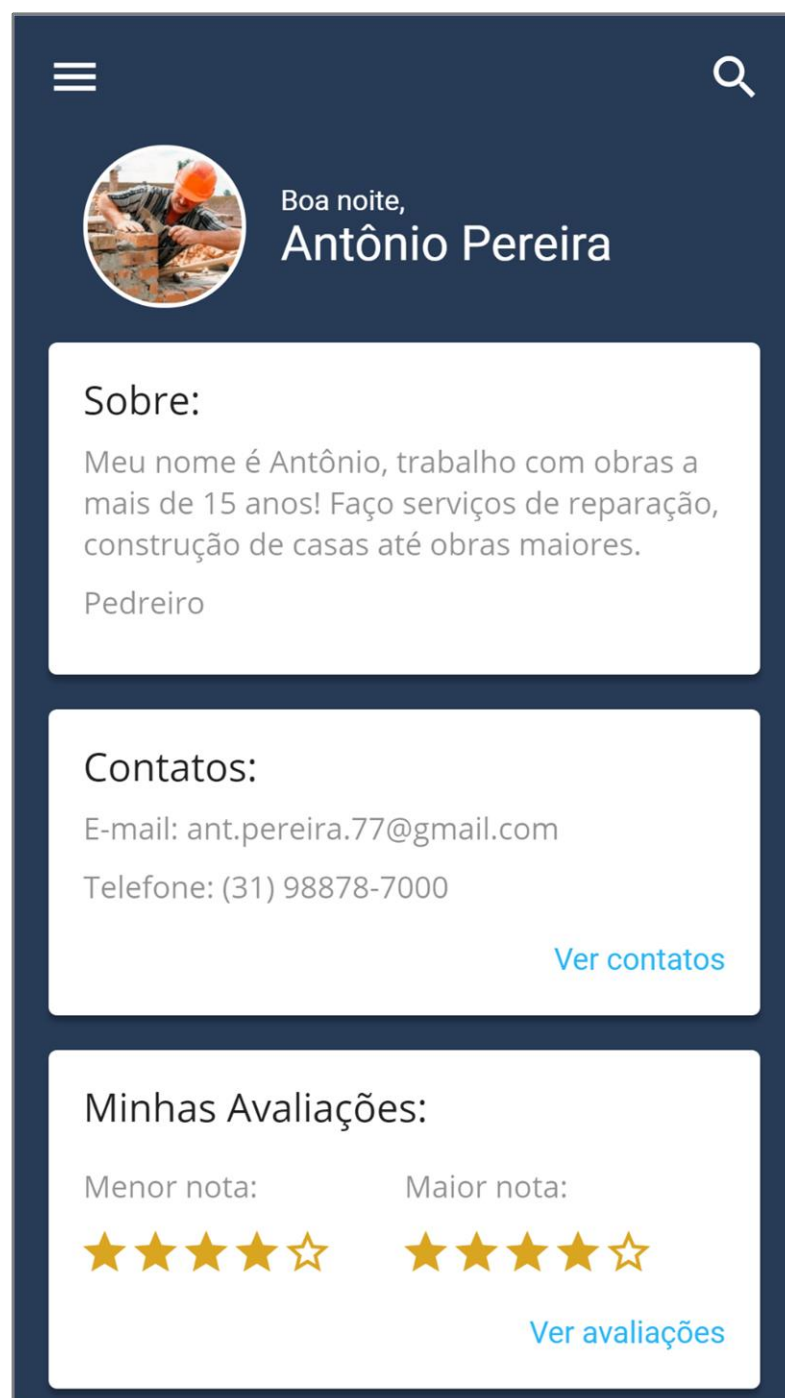 Boa noite,
Antônio Pereira
Sobre:
Meu nome é Antônio, trabalho com obras a
mais de 15 anos! Faço serviços de reparação,
construção de casas até obras maiores.
Pedreiro
Contatos:
E-mail: ant.pereira.77@gmail.com
Telefone: (31) 98878-7000
Ver contatos
Minhas Avaliações:
Menor nota: Maior nota:
Ver avaliações